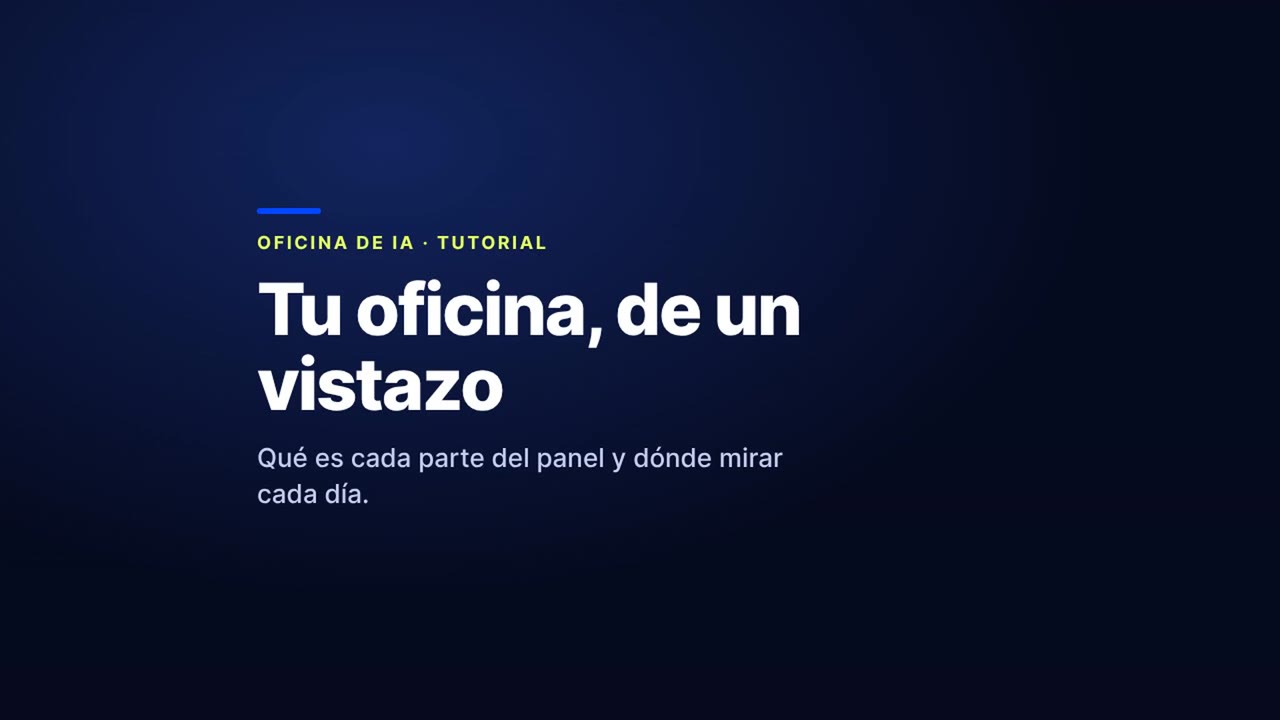 OFICINA DE IA · TUTORIAL
Tu oficina, de un
vistazo
Qué es cada parte del panel y dónde mirar
cada día.